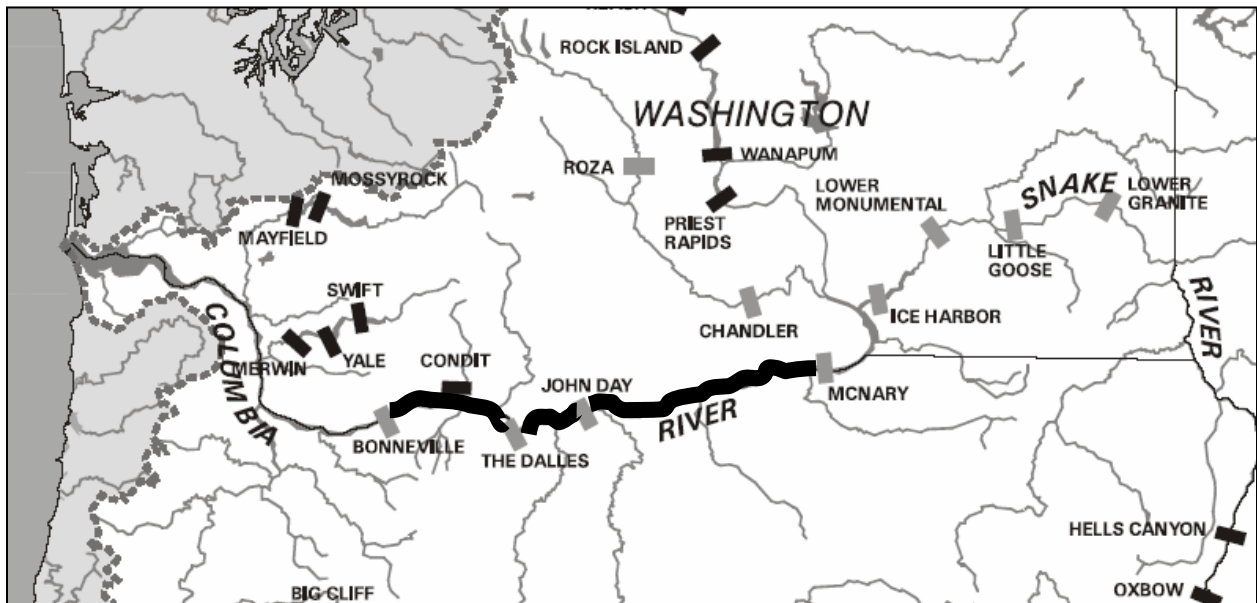 ROCK ISLAND
WASHINGTON
WANAPUM
ROZA
MOSSYROCK
LOWER
MONUMENTAL
SNAKE
LOWER
GRANITE
MAYFIELD
PRIEST
RAPIDS
LITTLE
GOOSE
SWIFT
RIVER
COLUMBIA
ICE HARBOR
CHANDLER
MERWIN
YALE
CONDIT
JOHN DAY
MCNARY
RIVER
BONNEVILLE
THE DALLES
HELLS CANYON
BIG CLIFF
OXBOW